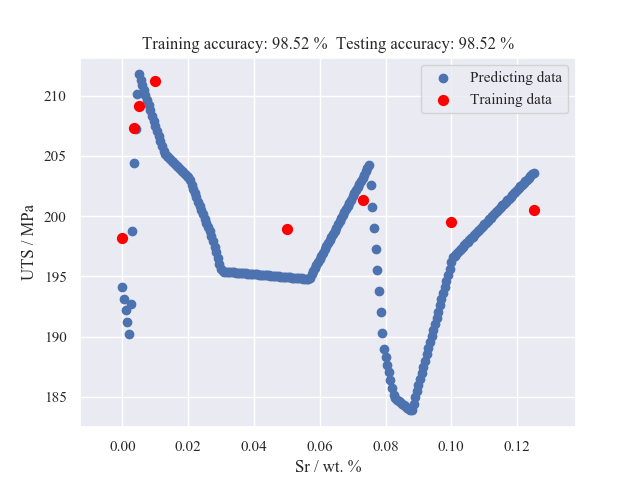 Training accuracy: 98.52 %  Testing accuracy: 98.52 %
Predicting data
Training data
UTS / MPa
210
205
200
195
190
185
0.00 0.02 0.04 0.06 0.08 0.10 0.12
Sr / wt. %